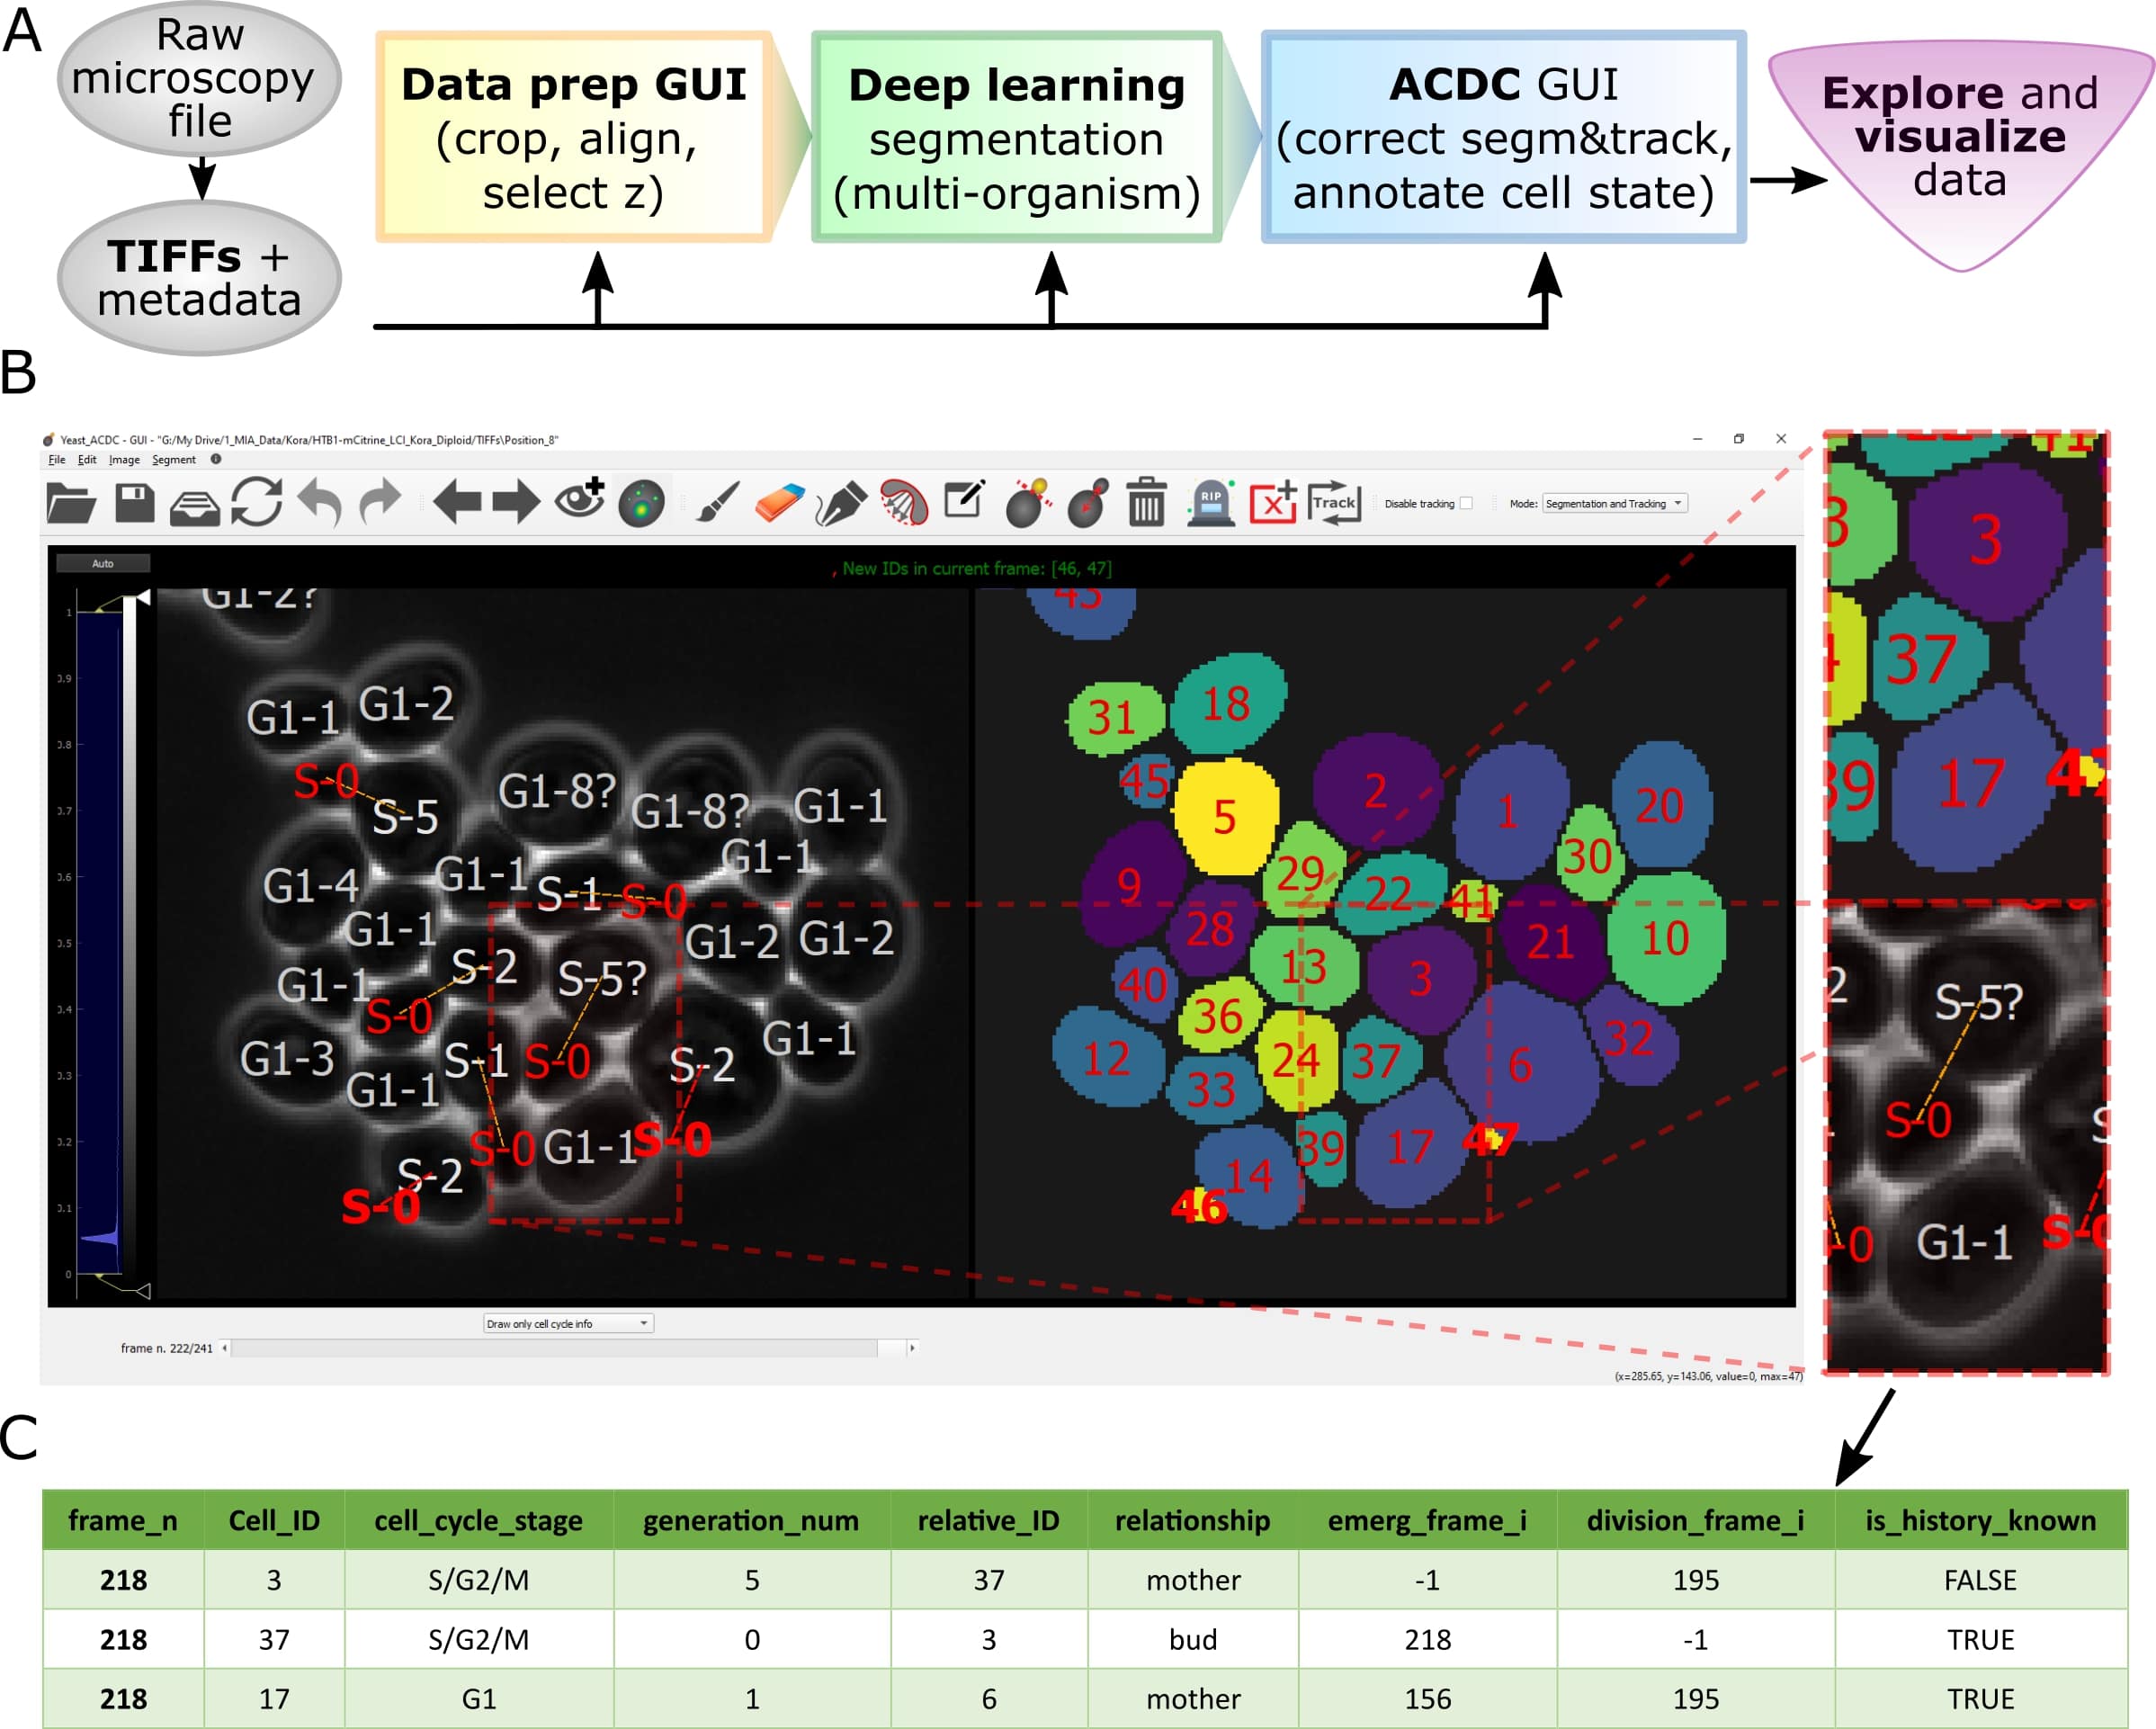 A
Raw
microscopy
file
TIFFs +
metadata
Data prep GUI
(crop, align,
select z)
Deep learning
segmentation
(multi-organism)
ACDC GUI
(correct segm&track,
annotate cell state)
Explore and
visualize
data
B
Yeast_ACDC - GUI - "G:/My Drive/1_MIA_Data/Kora/HTB1-mCitrine_LCI_Kora_Diploid/TIFFs\Position_8"
File Edit Image Segment
RIP
Track
Disable tracking
Mode: Segmentation and Tracking
Auto
, New IDs in current frame: [46, 47]
1
0.9
0.8
0.7
0.6
0.5
0.4
0.3
0.2
0.1
0
G1-2?
G1-1 G1-2
S-0
S-5
G1-8? G1-8? G1-1
G1-4 G1-1 S-1 S-0 G1-1
G1-1 S-2 S-5? G1-2 G1-2
G1-1 S-0
G1-3 S-1 S-0 S-2 G1-1
G1-1
S-2 S-0 G1-1 S-0
S-0
43
31 18
45 5 2 1 20
9 29 22 41 30
28 13 3 21 10
40 36
12 33 24 37 6 32
14 39 17 47
46
3 3
37
39 17 47
2 S-5?
S-0 S
-0 G1-1 S-0
Draw only cell cycle info
frame n. 222/241
(x=285.65, y=143.06, value=0, max=47)
C
frame_n Cell_ID cell_cycle_stage generation_num relative_ID relationship emerg_frame_i division_frame_i is_history_known
218 3 S/G2/M 5 37 mother -1 195 FALSE
218 37 S/G2/M 0 3 bud 218 -1 TRUE
218 17 G1 1 6 mother 156 195 TRUE